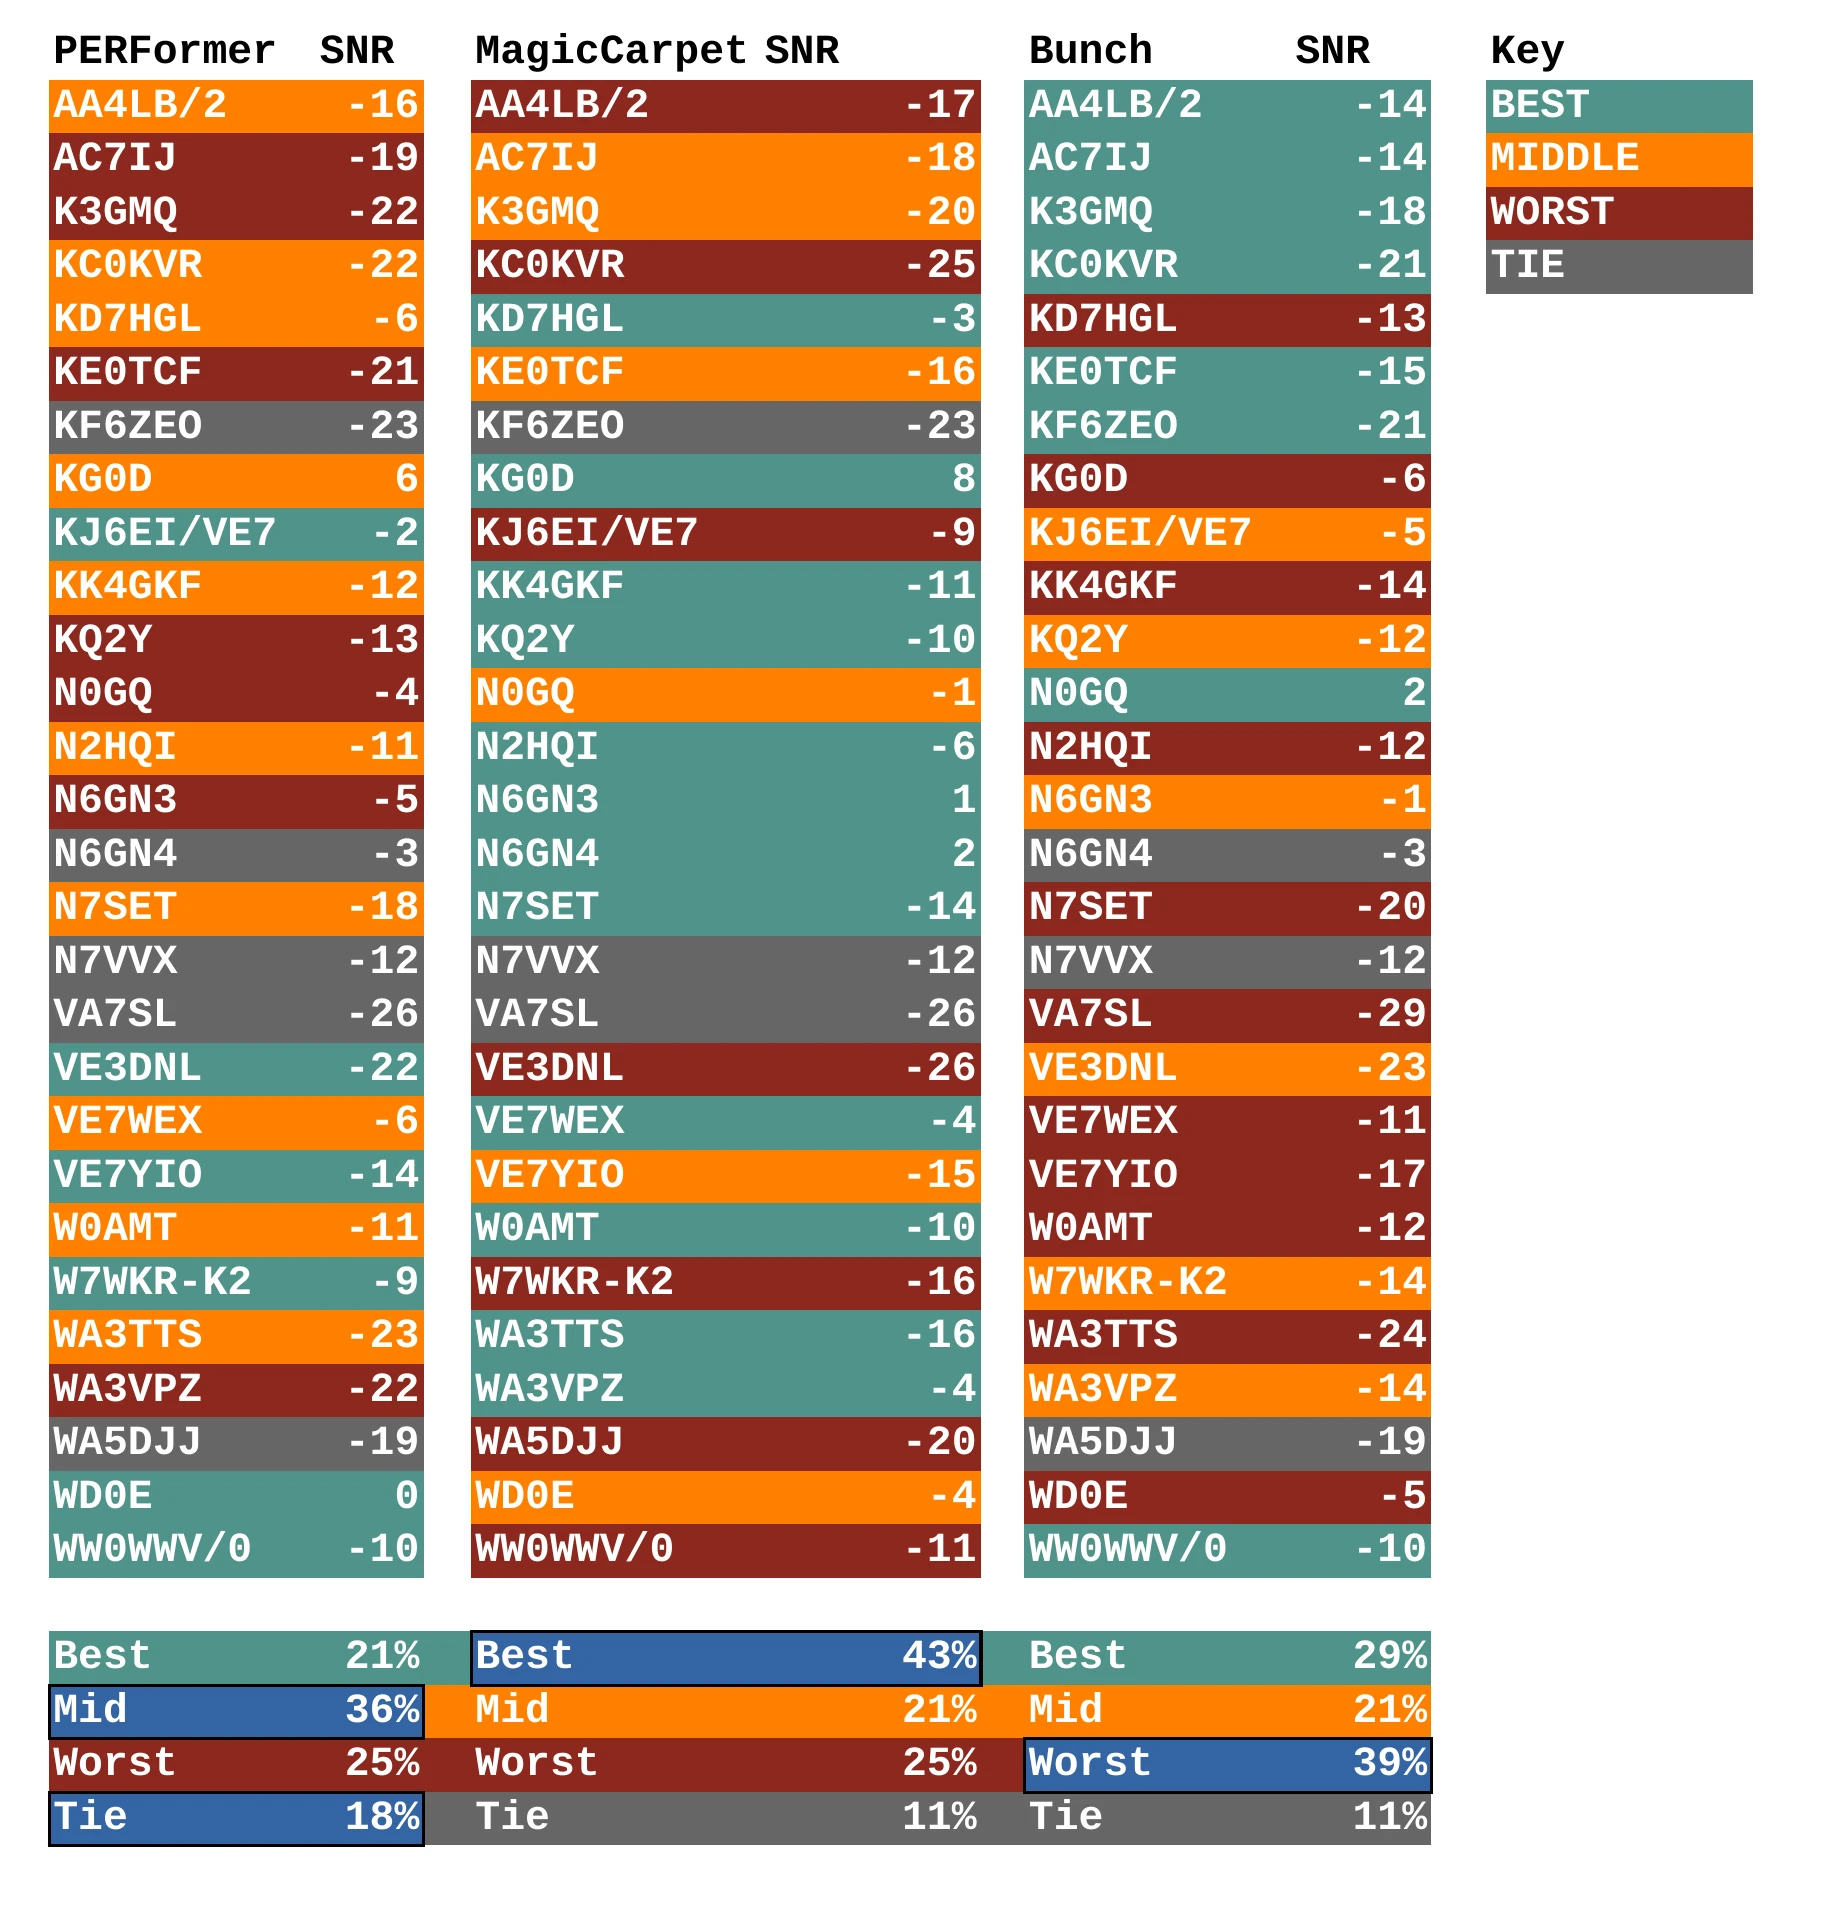 PERFormer SNR MagicCarpet SNR Bunch SNR Key
AA4LB/2 -16 AA4LB/2 -17 AA4LB/2 -14 BEST
AC7IJ -19 AC7IJ -18 AC7IJ -14 MIDDLE
K3GMQ -22 K3GMQ -20 K3GMQ -18 WORST
KC0KVR -22 KC0KVR -25 KC0KVR -21 TIE
KD7HGL -6 KD7HGL -3 KD7HGL -13
KE0TCF -21 KE0TCF -16 KE0TCF -15
KF6ZEO -23 KF6ZEO -23 KF6ZEO -21
KG0D 6 KG0D 8 KG0D -6
KJ6EI/VE7 -2 KJ6EI/VE7 -9 KJ6EI/VE7 -5
KK4GKF -12 KK4GKF -11 KK4GKF -14
KQ2Y -13 KQ2Y -10 KQ2Y -12
N0GQ -4 N0GQ -1 N0GQ 2
N2HQI -11 N2HQI -6 N2HQI -12
N6GN3 -5 N6GN3 1 N6GN3 -1
N6GN4 -3 N6GN4 2 N6GN4 -3
N7SET -18 N7SET -14 N7SET -20
N7VVX -12 N7VVX -12 N7VVX -12
VA7SL -26 VA7SL -26 VA7SL -29
VE3DNL -22 VE3DNL -26 VE3DNL -23
VE7WEX -6 VE7WEX -4 VE7WEX -11
VE7YIO -14 VE7YIO -15 VE7YIO -17
W0AMT -11 W0AMT -10 W0AMT -12
W7WKR-K2 -9 W7WKR-K2 -16 W7WKR-K2 -14
WA3TTS -23 WA3TTS -16 WA3TTS -24
WA3VPZ -22 WA3VPZ -4 WA3VPZ -14
WA5DJJ -19 WA5DJJ -20 WA5DJJ -19
WD0E 0 WD0E -4 WD0E -5
WW0WWV/0 -10 WW0WWV/0 -11 WW0WWV/0 -10
Best 21% Best 43% Best 29%
Mid 36% Mid 21% Mid 21%
Worst 25% Worst 25% Worst 39%
Tie 18% Tie 11% Tie 11%